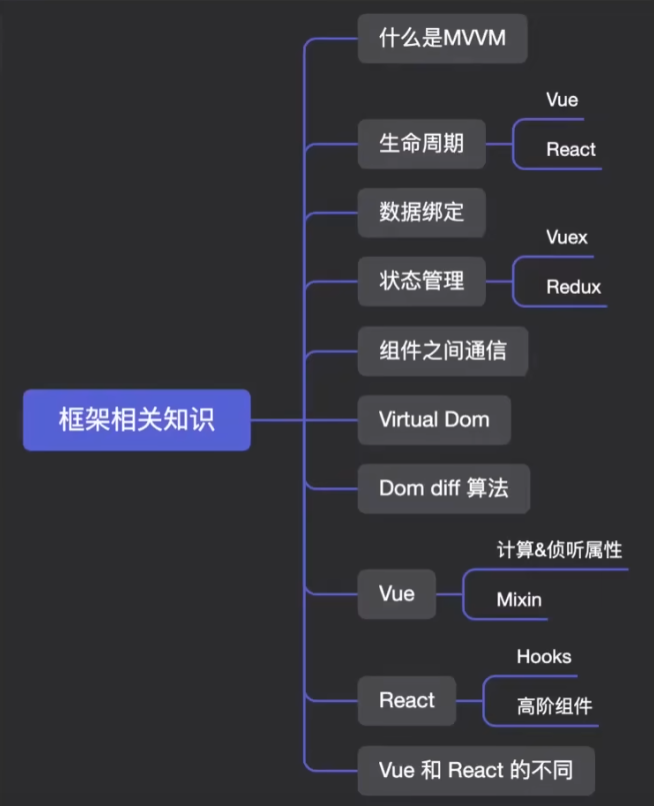 什么是MVVM
Vue
生命周期
React
数据绑定
Vuex
状态管理
Redux
组件之间通信
框架相关知识
Virtual Dom
Dom diff 算法
计算&侦听属性
Vue
Mixin
Hooks
React
高阶组件
Vue 和 React 的不同